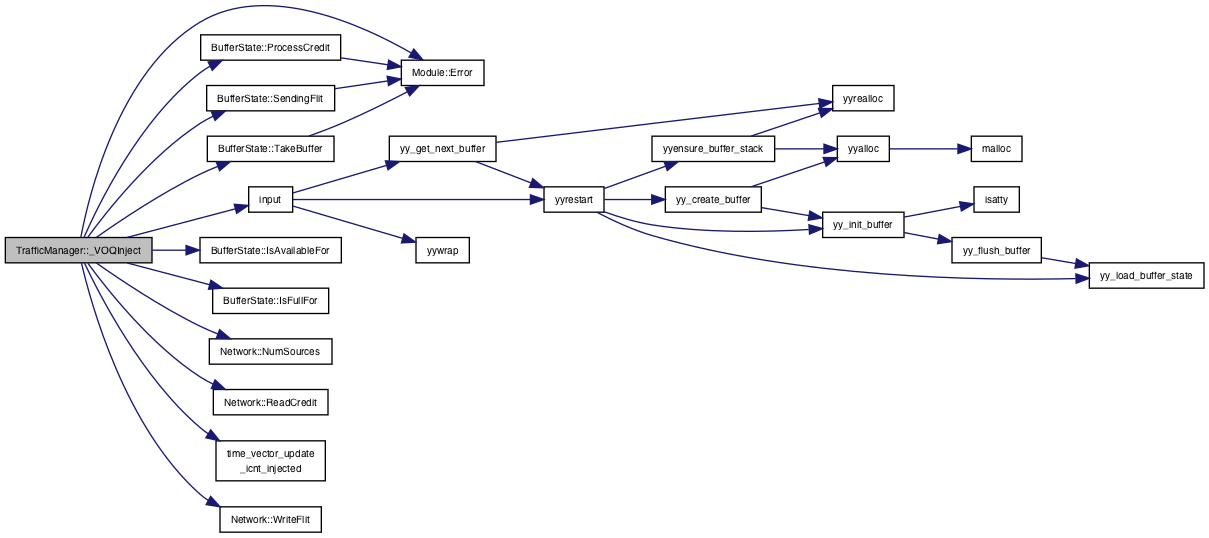 BufferState::ProcessCredit
Module::Error
BufferState::SendingFlit
yyrealloc
BufferState::TakeBuffer
yy_get_next_buffer
yyensure_buffer_stack
yyalloc
malloc
input
yyrestart
yy_create_buffer
isatty
yy_init_buffer
TrafficManager::_VOQInject
BufferState::IsAvailableFor
yywrap
yy_flush_buffer
yy_load_buffer_state
BufferState::IsFullFor
Network::NumSources
Network::ReadCredit
time_vector_update
_icnt_injected
Network::WriteFlit